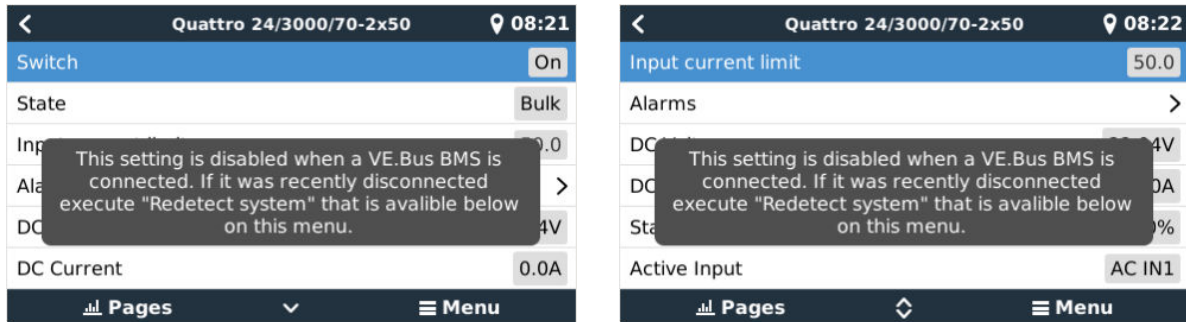 Quattro 24/3000/70-2x50 08:21
Switch On
State Bulk
This setting is disabled when a VE.Bus BMS is
connected. If it was recently disconnected
execute "Redetect system" that is avalible below
on this menu.
DC Current 0.0A
Pages Menu
Quattro 24/3000/70-2x50 08:22
Input current limit 50.0
Alarms
DC
This setting is disabled when a VE.Bus BMS is
connected. If it was recently disconnected
execute "Redetect system" that is avalible below
on this menu.
Active Input AC IN1
Pages Menu